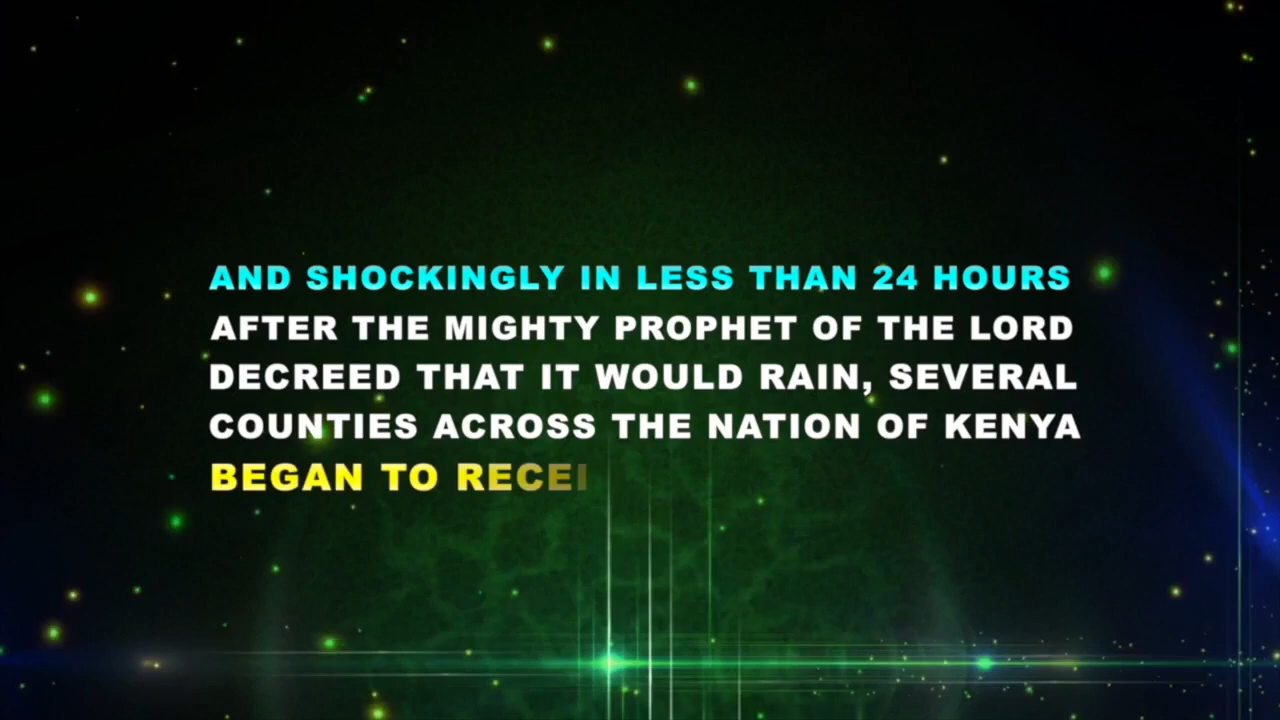 AND SHOCKINGLY IN LESS THAN 24 HOURS
AFTER THE MIGHTY PROPHET OF THE LORD
DECREED THAT IT WOULD RAIN, SEVERAL
COUNTIES ACROSS THE NATION OF KENYA
BEGAN TO RECEI